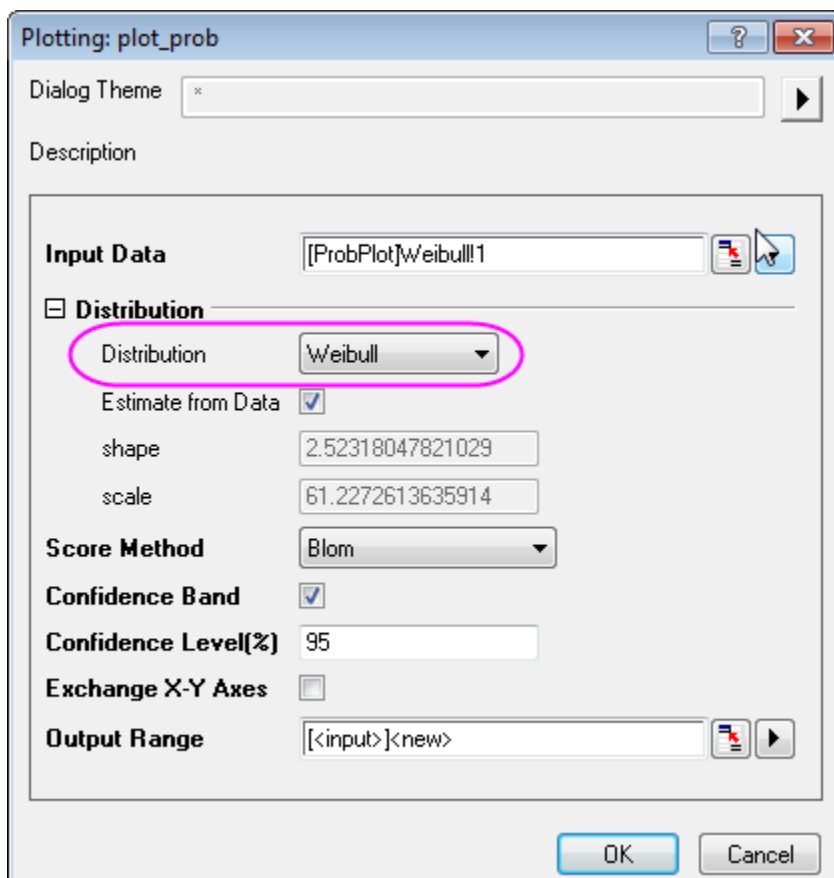 Plotting: plot_prob
Dialog Theme *
Description
Input Data [ProbPlot]Weibull!1
Distribution
Distribution Weibull
Estimate from Data
shape 2.52318047821029
scale 61.2272613635914
Score Method Blom
Confidence Band
Confidence Level(%) 95
Exchange X-Y Axes
Output Range [<input>]<new>
OK Cancel